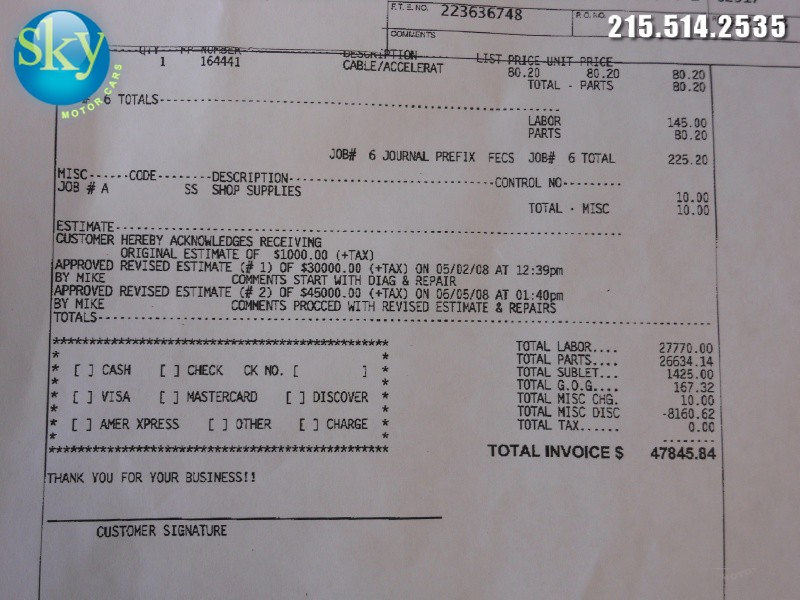 F.T. E. NO. 223636748
COMMENTS
215.514.2535
Sky
MOTOR CARS
QTY NUMBER DESCRIPTION LIST PRICE UNIT PRICE
1 164441 CABLE/ACCELERAT 80.20 80.20 80.20
TOTAL - PARTS 80.20
6 TOTALS
LABOR 145.00
PARTS 80.20
JOB# 6 JOURNAL PREFIX FECS JOB# 6 TOTAL 225.20
MISC------CODE--------DESCRIPTION---------CONTROL NO--------
JOB # A SS SHOP SUPPLIES 10.00
TOTAL - MISC 10.00
ESTIMATE
CUSTOMER HEREBY ACKNOWLEDGES RECEIVING
ORIGINAL ESTIMATE OF $1000.00 (+TAX)
APPROVED REVISED ESTIMATE (# 1) OF $30000.00 (+TAX) ON 05/02/08 AT 12:39pm
BY MIKE COMMENTS START WITH DIAG & REPAIR
APPROVED REVISED ESTIMATE (# 2) OF $45000.00 (+TAX) ON 06/05/08 AT 01:40pm
BY MIKE COMMENTS PROCCED WITH REVISED ESTIMATE & REPAIRS
TOTALS
[ ] CASH [ ] CHECK CK NO. [ ]
[ ] VISA [ ] MASTERCARD [ ] DISCOVER
[ ] AMER XPRESS [ ] OTHER [ ] CHARGE
TOTAL LABOR.... 27770.00
TOTAL PARTS.... 26634.14
TOTAL SUBLET... 1425.00
TOTAL G.O.G.... 167.32
TOTAL MISC CHG. 10.00
TOTAL MISC DISC -8160.62
TOTAL TAX...... 0.00
TOTAL INVOICE $ 47845.84
THANK YOU FOR YOUR BUSINESS!!
CUSTOMER SIGNATURE